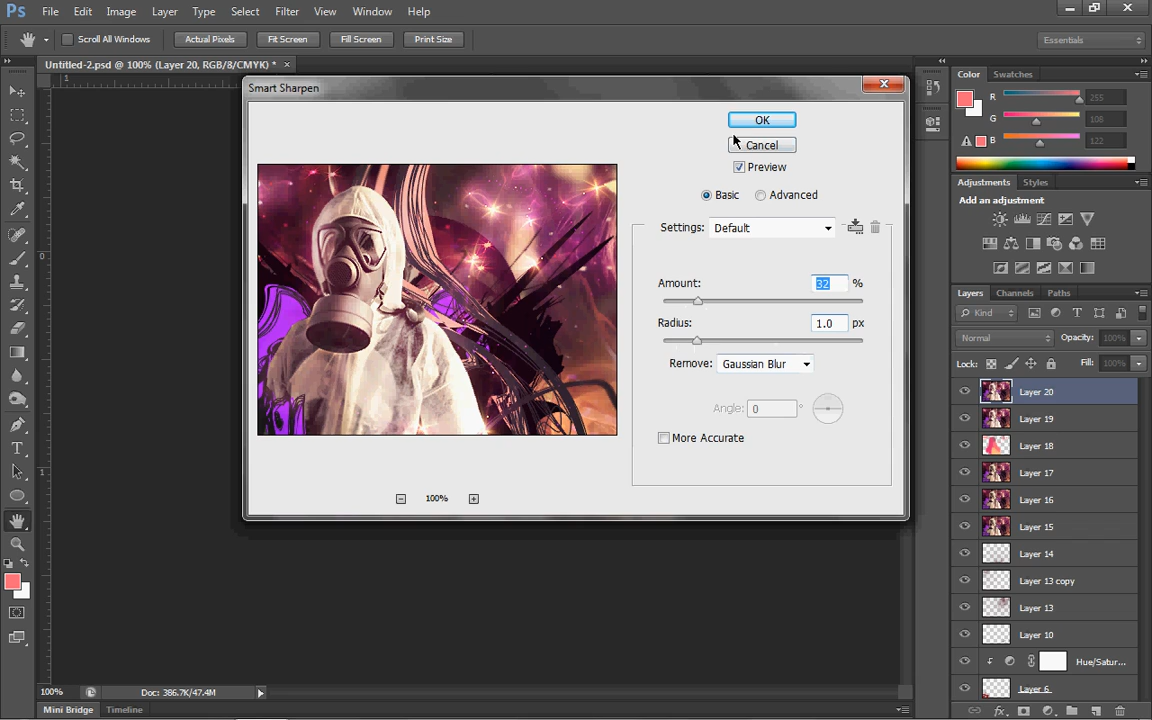 Ps File Edit Image Layer Type Select Filter View Window Help
Scroll All Windows Actual Pixels Fit Screen Fill Screen Print Size Essentials
Untitled-2.psd @ 100% (Layer 20, RGB/8/CMYK) * ×
1
0
1
Smart Sharpen
OK
Cancel
Preview
Basic Advanced
Settings: Default
Amount: 32 %
Radius: 1.0 px
Remove: Gaussian Blur
Angle: 0 °
More Accurate
100%
Color Swatches
R 255
G 108
B 122
Adjustments Styles
Add an adjustment
Layers Channels Paths
Kind
Normal Opacity: 100%
Lock: Fill: 100%
Layer 20
Layer 19
Layer 18
Layer 17
Layer 16
Layer 15
Layer 14
Layer 13 copy
Layer 13
Layer 10
Hue/Satur...
Layer 6
fx
100% Doc: 386.7K/47.4M
Mini Bridge Timeline